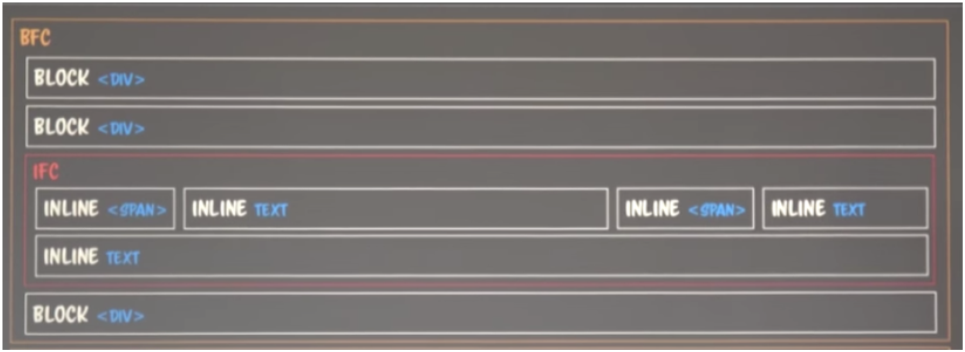 BFC
BLOCK <DIV>
BLOCK <DIV>
IFC
INLINE <SPAN> INLINE TEXT INLINE <SPAN> INLINE TEXT
INLINE TEXT
BLOCK <DIV>